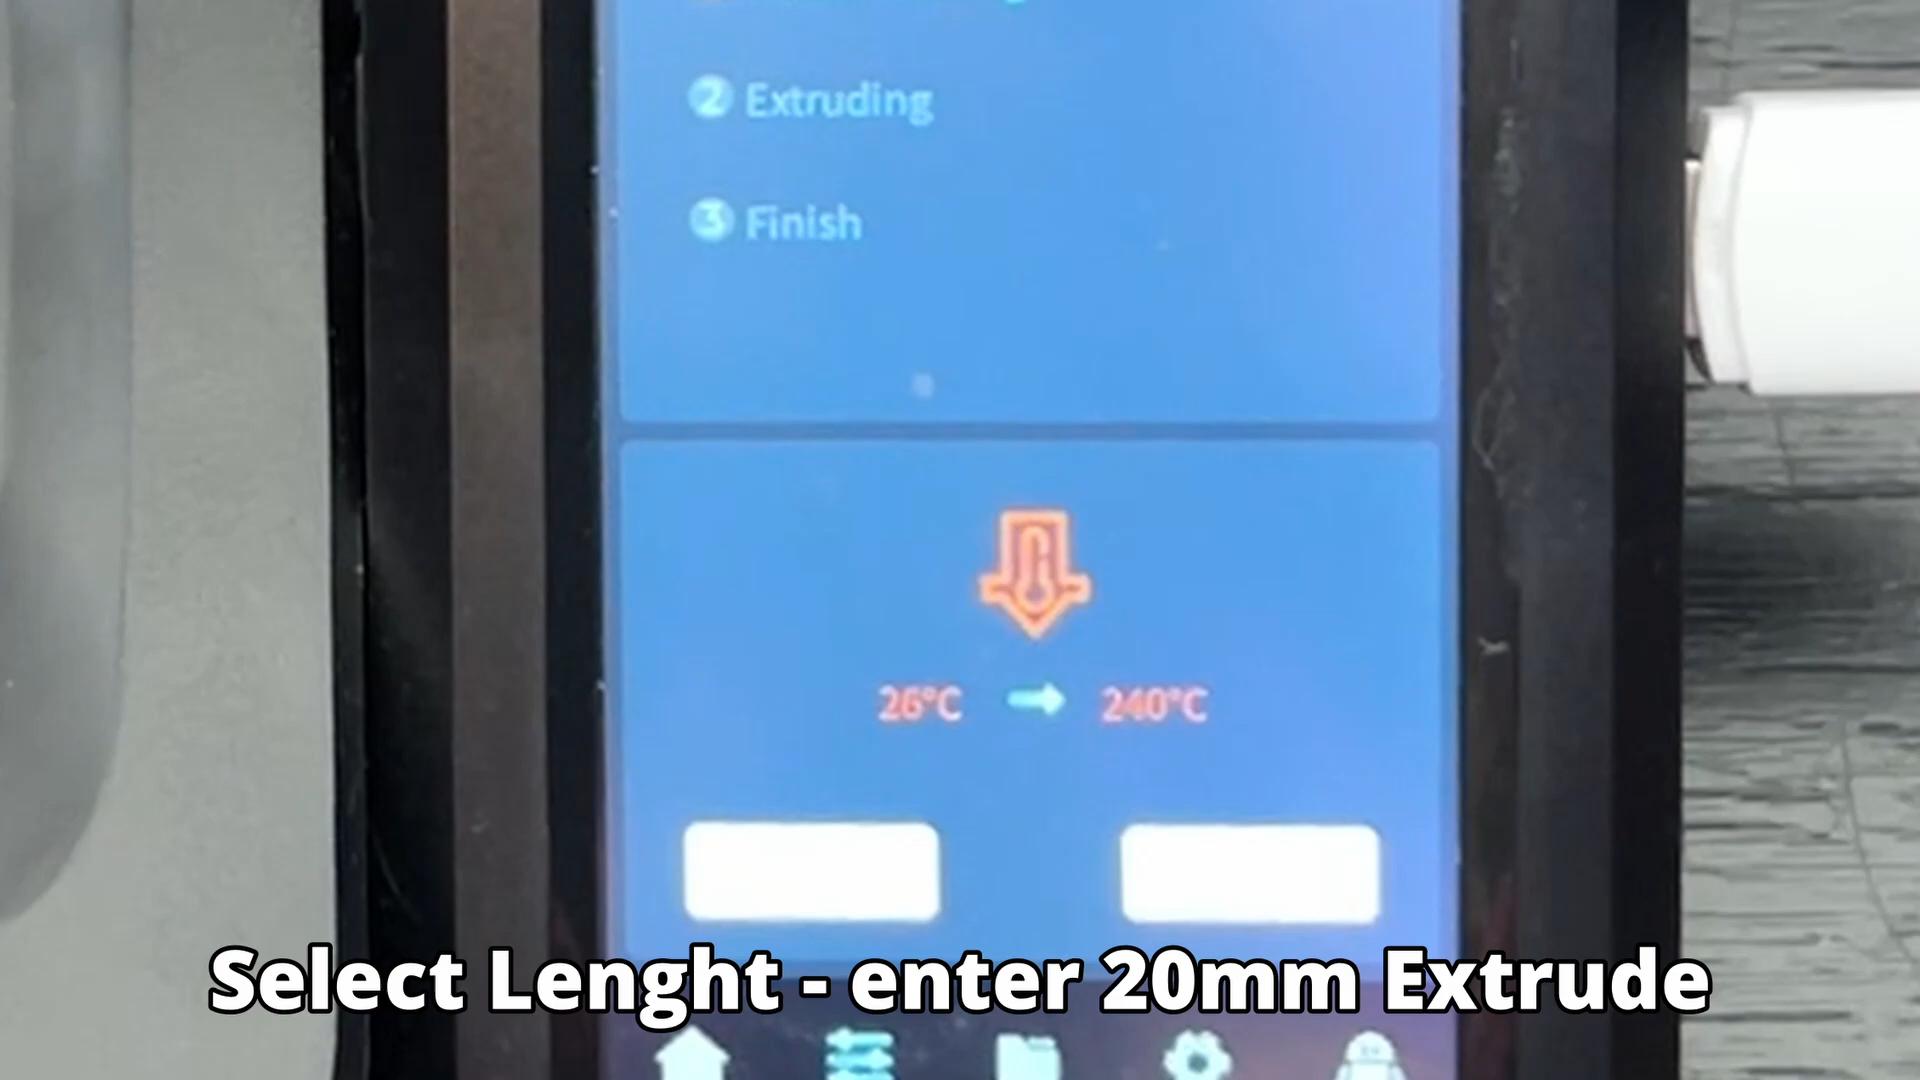 2 Extruding
3 Finish
26°C → 240°C
Select Lenght - enter 20mm Extrude